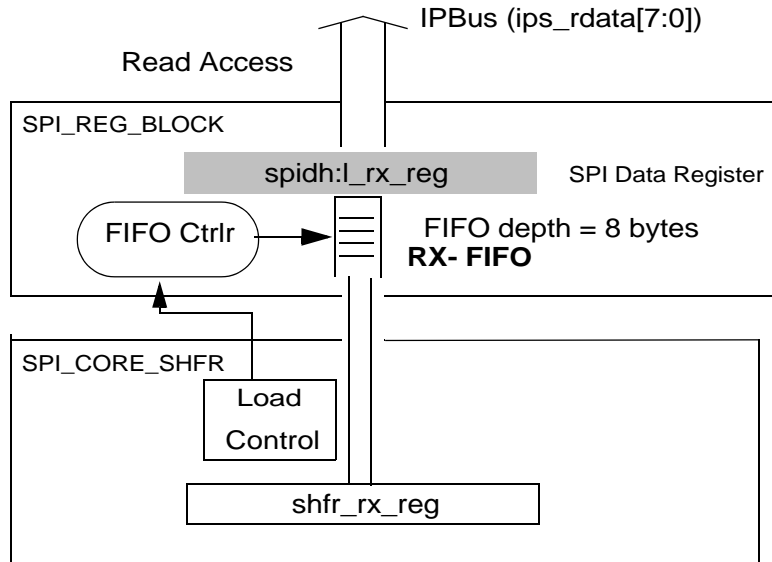 IPBus (ips_rdata[7:0])
Read Access
SPI_REG_BLOCK
spidh:l_rx_reg
SPI Data Register
FIFO Ctrlr
FIFO depth = 8 bytes
RX- FIFO
SPI_CORE_SHFR
Load
Control
shfr_rx_reg